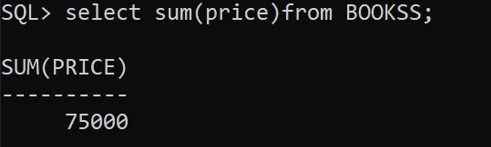 SQL> select sum(price)from BOOKSS;
SUM(PRICE)
----------
75000